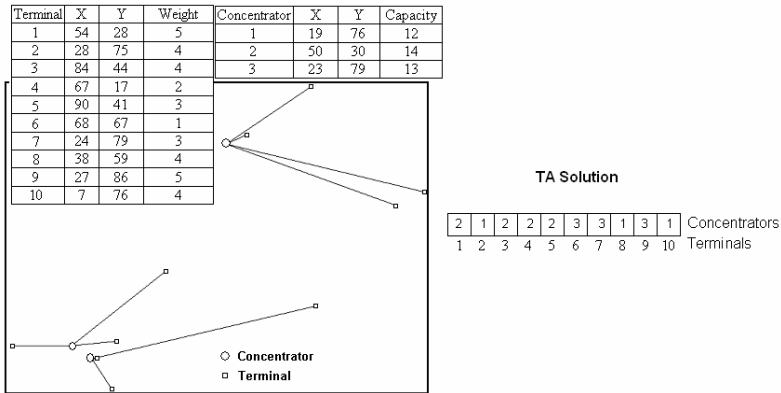 Terminal X Y Weight
1 54 28 5
2 28 75 4
3 84 44 4
4 67 17 2
5 90 41 3
6 68 67 1
7 24 79 3
8 38 59 4
9 27 86 5
10 7 76 4
Concentrator X Y Capacity
1 19 76 12
2 50 30 14
3 23 79 13
TA Solution
2 1 2 2 2 3 3 1 3 1 Concentrators
1 2 3 4 5 6 7 8 9 10 Terminals
Concentrator
Terminal